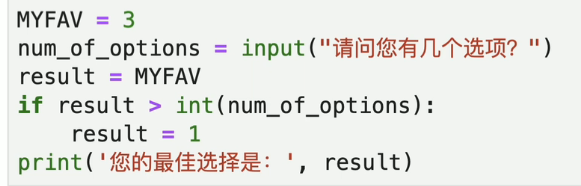 MYFAV = 3
num_of_options = input("请问您有几个选项？")
result = MYFAV
if result > int(num_of_options):
    result = 1
print('您的最佳选择是：', result)